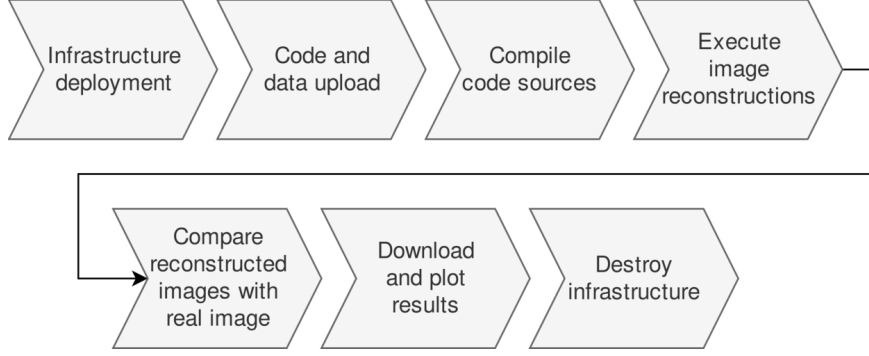 Infrastructure
deployment
Code and
data upload
Compile
code sources
Execute
image
reconstructions
Compare
reconstructed
images with
real image
Download
and plot
results
Destroy
infrastructure